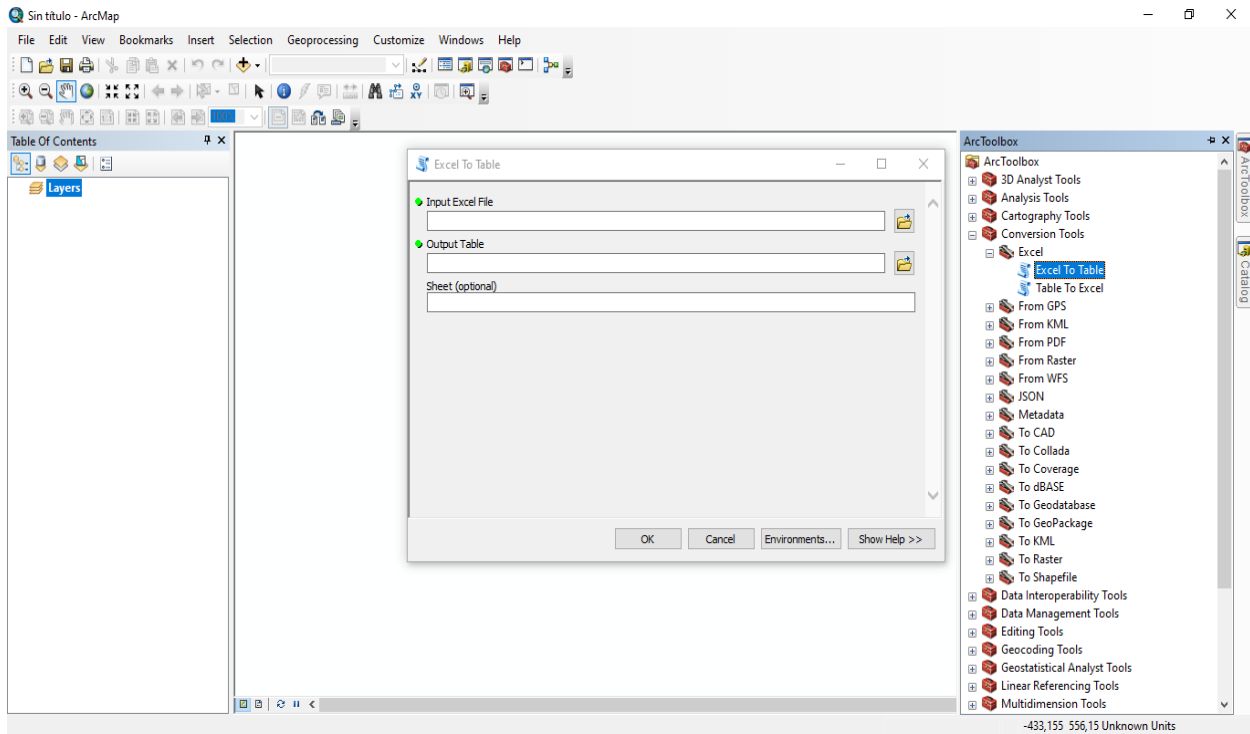 Sin título - ArcMap
File Edit View Bookmarks Insert Selection Geoprocessing Customize Windows Help
Table Of Contents
Layers
Excel To Table
Input Excel File
Output Table
Sheet (optional)
OK Cancel Environments... Show Help >>
ArcToolbox
ArcToolbox
3D Analyst Tools
Analysis Tools
Cartography Tools
Conversion Tools
Excel
Excel To Table
Table To Excel
From GPS
From KML
From PDF
From Raster
From WFS
JSON
Metadata
To CAD
To Collada
To Coverage
To dBASE
To Geodatabase
To GeoPackage
To KML
To Raster
To Shapefile
Data Interoperability Tools
Data Management Tools
Editing Tools
Geocoding Tools
Geostatistical Analyst Tools
Linear Referencing Tools
Multidimension Tools
ArcToolbox
Catalog
-433,155 556,15 Unknown Units